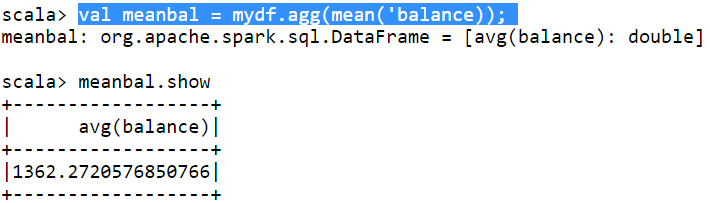 scala> val meanbal = mydf.agg(mean('balance));
meanbal: org.apache.spark.sql.DataFrame = [avg(balance): double]
scala> meanbal.show
+------------------+
|      avg(balance)|
+------------------+
|1362.2720576850766|
+------------------+